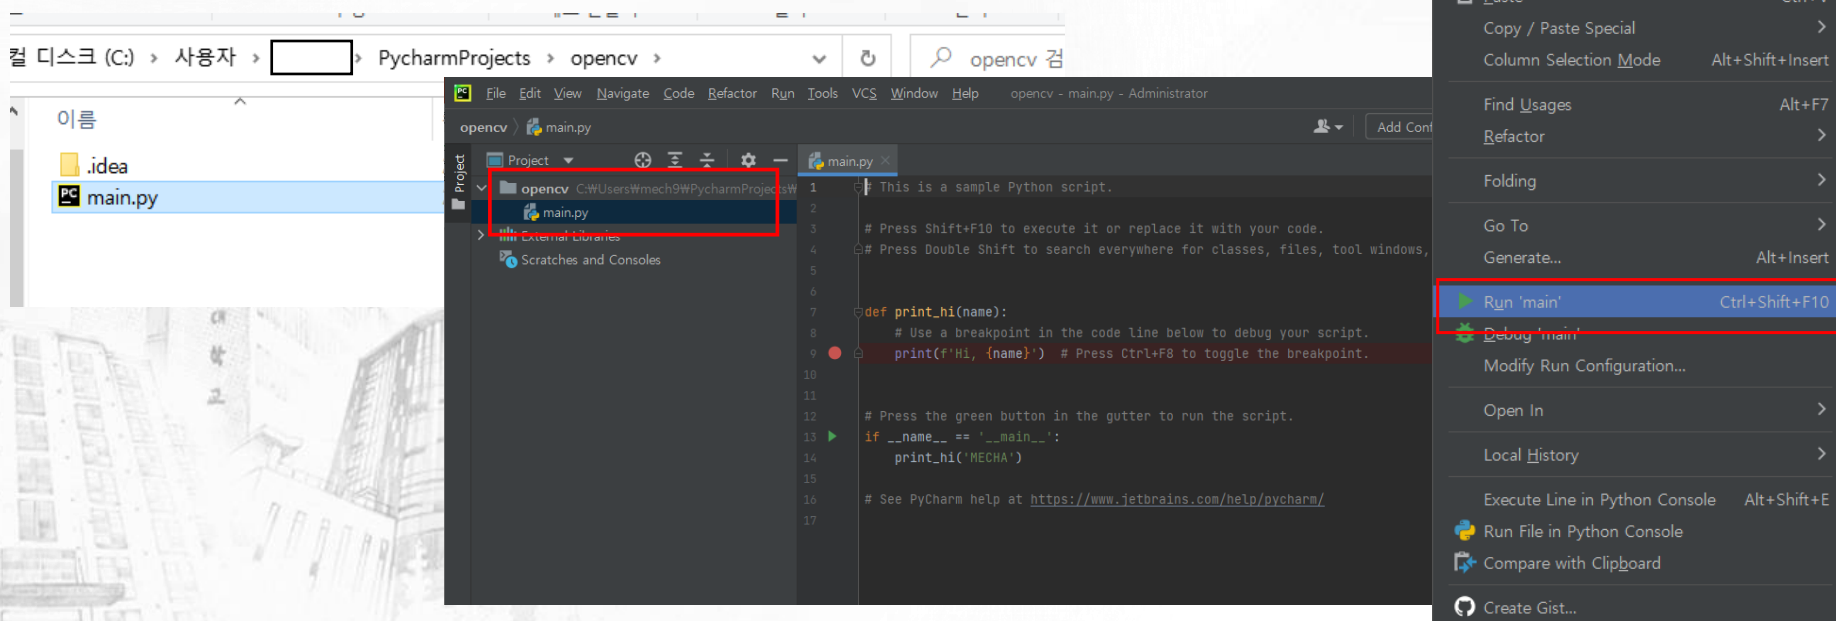 컬 디스크 (C:) > 사용자 > > PycharmProjects > opencv >
opencv 검
이름
.idea
main.py
File Edit View Navigate Code Refactor Run Tools VCS Window Help opencv - main.py - Administrator
opencv > main.py
Add Conf
Project
Project
main.py
opencv C:₩Users₩mech9₩PycharmProjects₩
main.py
External Libraries
Scratches and Consoles
1 # This is a sample Python script.
2
3 # Press Shift+F10 to execute it or replace it with your code.
4 # Press Double Shift to search everywhere for classes, files, tool windows,
5
6
7 def print_hi(name):
8 # Use a breakpoint in the code line below to debug your script.
9 print(f'Hi, {name}') # Press Ctrl+F8 to toggle the breakpoint.
10
11
12 # Press the green button in the gutter to run the script.
13 if __name__ == '__main__':
14 print_hi('MECHA')
15
16 # See PyCharm help at https://www.jetbrains.com/help/pycharm/
17
Paste Ctrl+V
Copy / Paste Special
Column Selection Mode Alt+Shift+Insert
Find Usages Alt+F7
Refactor
Folding
Go To
Generate... Alt+Insert
Run 'main' Ctrl+Shift+F10
Debug 'main'
Modify Run Configuration...
Open In
Local History
Execute Line in Python Console Alt+Shift+E
Run File in Python Console
Compare with Clipboard
Create Gist...